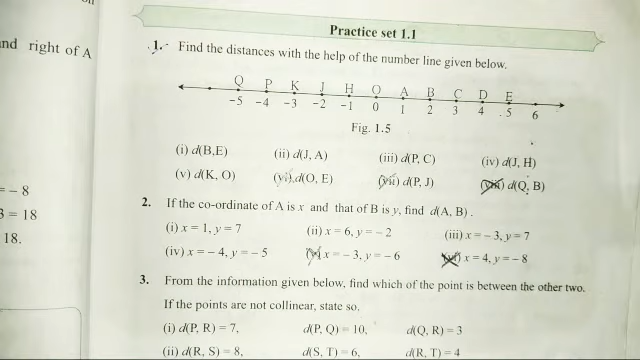 Practice set 1.1
nd right of A
1. Find the distances with the help of the number line given below.
Q P K J H O A B C D E
-5 -4 -3 -2 -1 0 1 2 3 4 5 6
Fig. 1.5
(i) d(B,E) (ii) d(J, A) (iii) d(P, C) (iv) d(J, H)
(v) d(K, O) (vi) d(O, E) (vii) d(P, J) (viii) d(Q, B)
= – 8
3 = 18
18.
2. If the co-ordinate of A is x and that of B is y, find d(A, B) .
(i) x = 1, y = 7 (ii) x = 6, y = – 2 (iii) x = – 3, y = 7
(iv) x = – 4, y = – 5 (v) x = – 3, y = – 6 (vi) x = 4, y = – 8
3. From the information given below, find which of the point is between the other two.
If the points are not collinear, state so.
(i) d(P, R) = 7, d(P, Q) = 10, d(Q, R) = 3
(ii) d(R, S) = 8, d(S, T) = 6, d(R, T) = 4